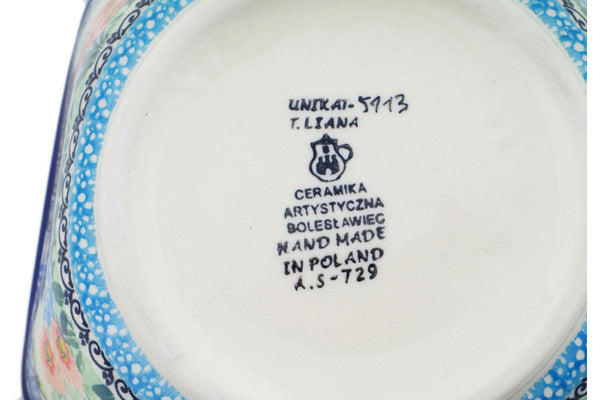 UNIKAT-5113
T.LIANA
CERAMIKA
ARTYSTYCZNA
BOLESŁAWIEC
HAND MADE
IN POLAND
A.S-729